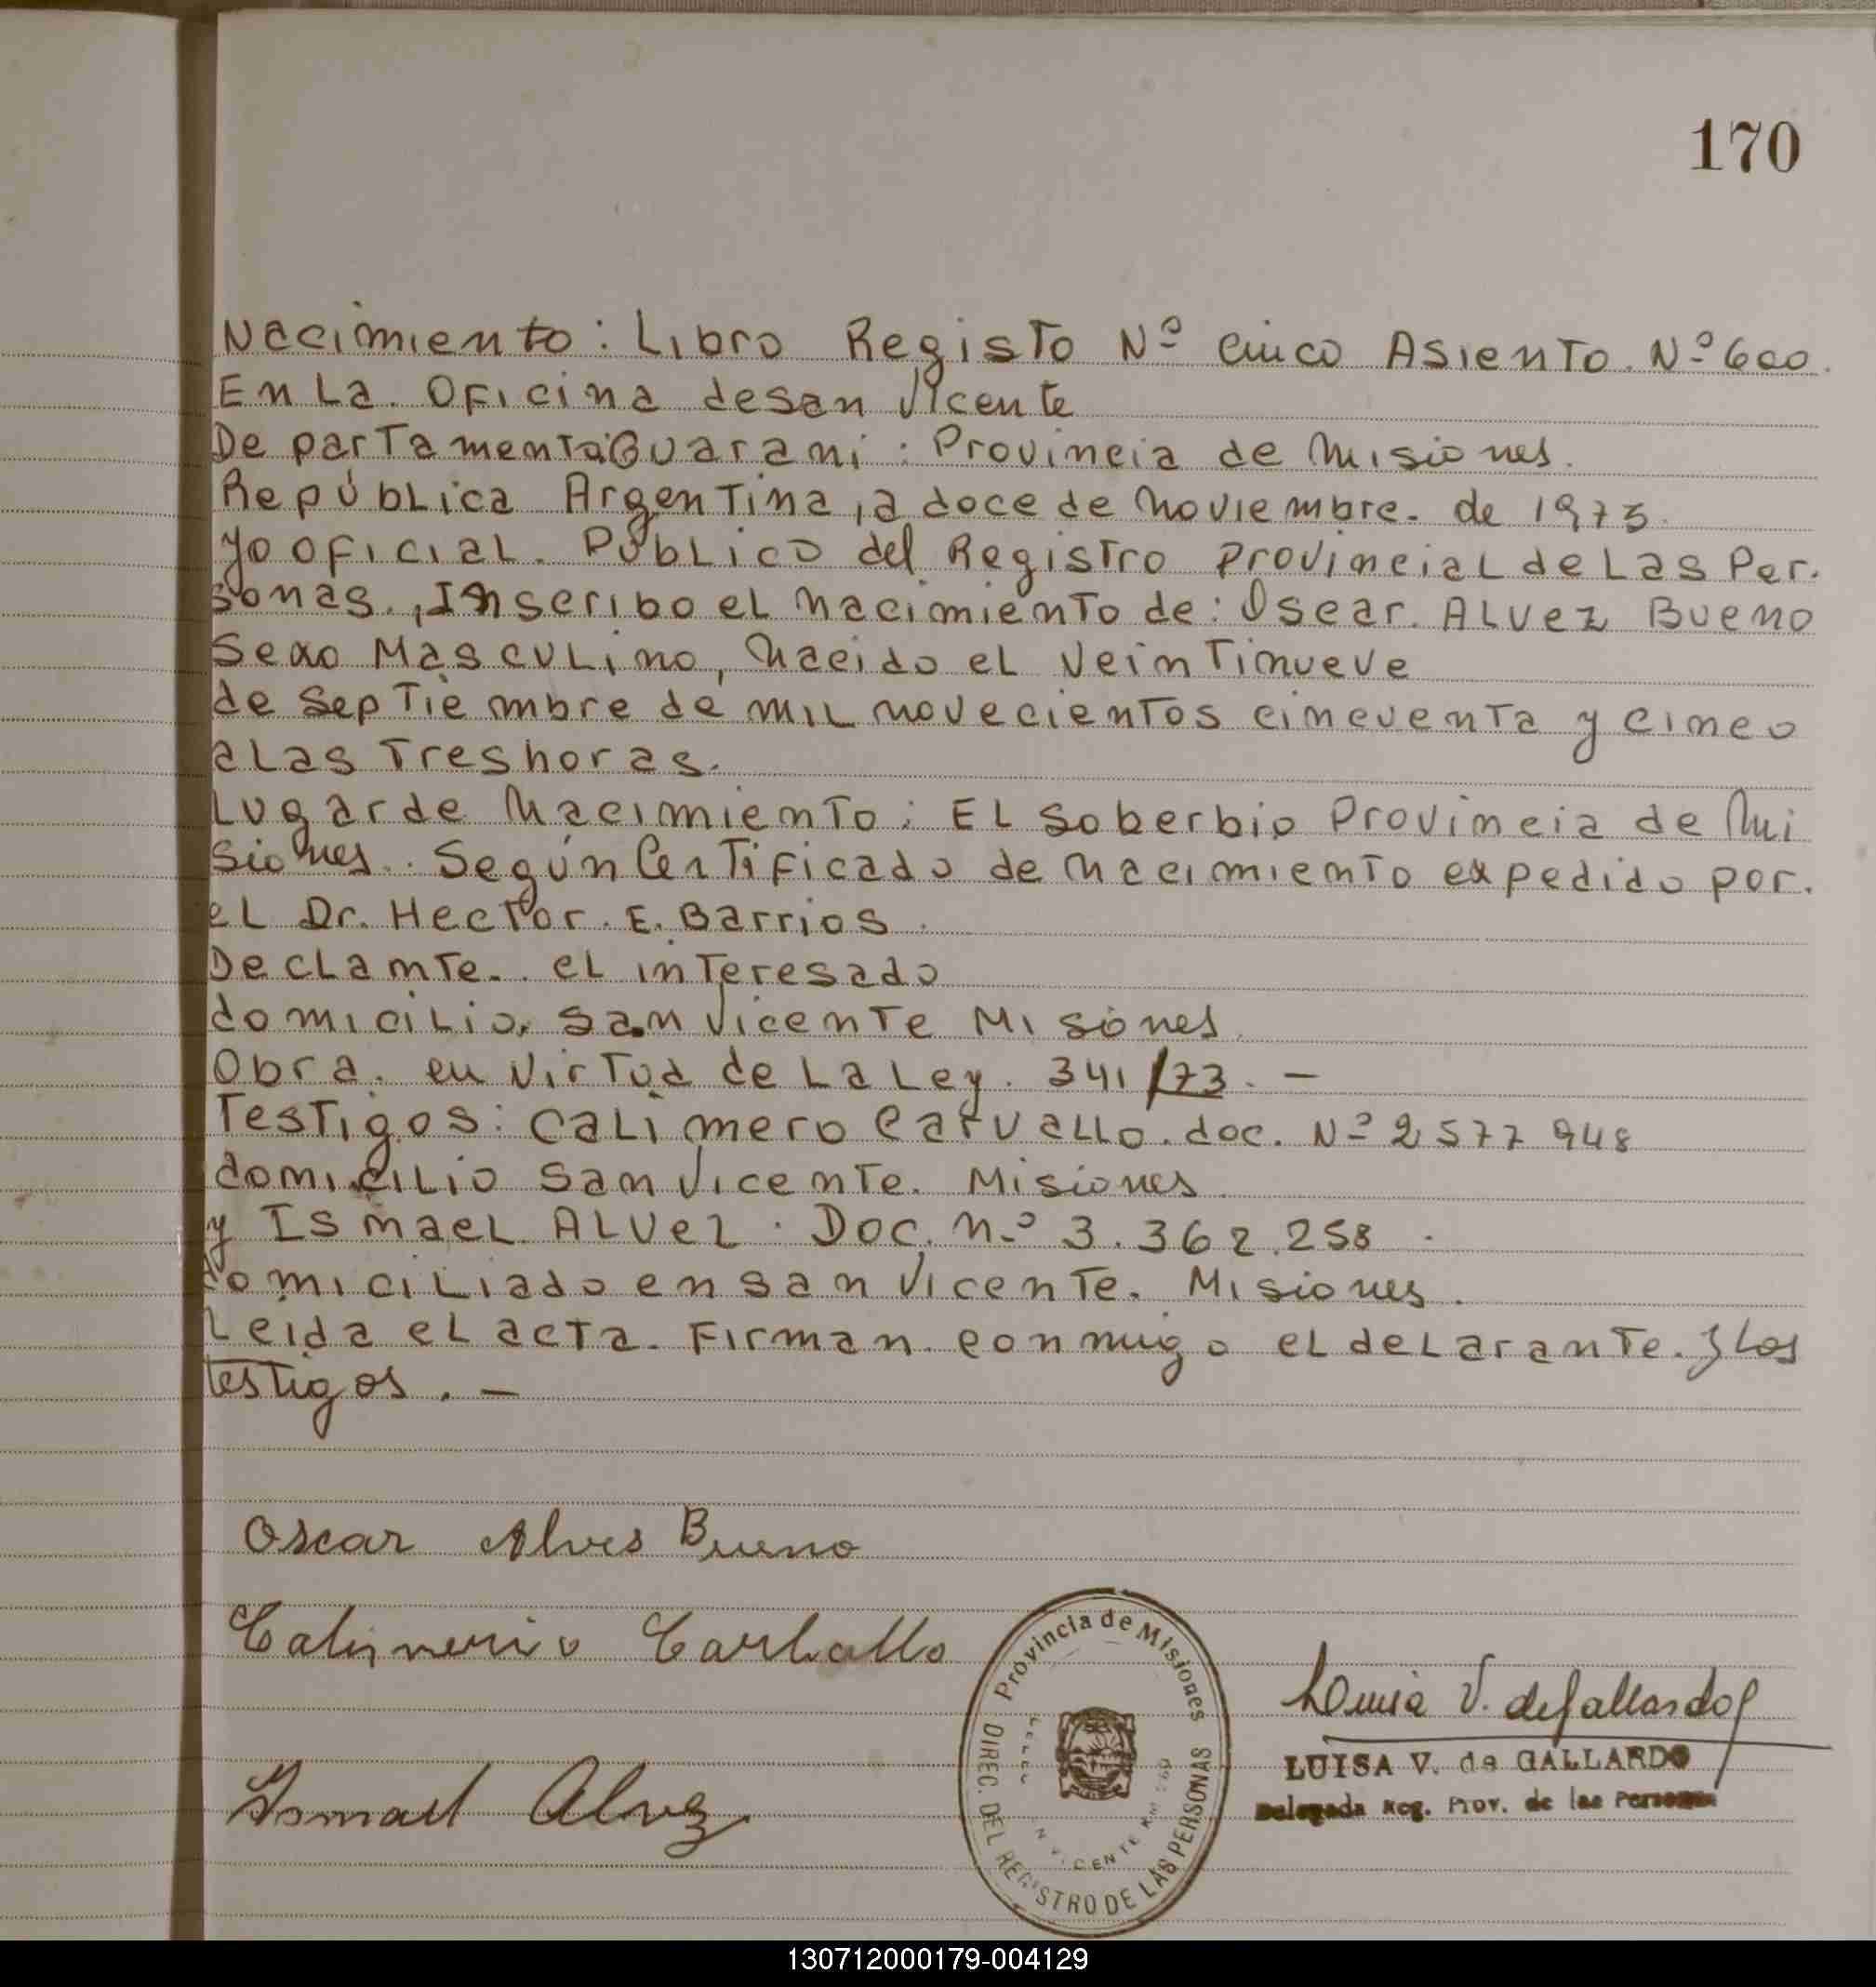 170
Nacimiento: Libro Registo Nº cinco Asiento. Nº 600.
En La. Oficina desan Vicente
De partamento Guarani: Provincia de Misiones.
República Argentina, a doce de Noviembre. de 1973.
yo oficial. Publico del Registro Provincial de Las Per.
sonas., Inscribo el nacimiento de: Oscar. Alvez Bueno
Sexo Masculino, nacido el Veintinueve
de Septiembre de mil novecientos cincuenta y cinco
a las Tres horas.
Lugar de Nacimiento: El Soberbio Provincia de Mi
siones. Según Certificado de nacimiento expedido por.
el Dr. Hector. E. Barrios.
Declamte. el interesado
domicilio. San Vicente Misiones.
Obra. en Virtud de La Ley. 341/73. —
Testigos: Calimero Carvallo. doc. Nº 2577948
domicilio San Vicente. Misiones.
y Ismael Alvez. Doc. nº 3.362.258.
domiciliado en San Vicente. Misiones.
Leida el acta. Firman conmigo el delarante. y Los
testigos. —
Oscar Alves Bueno
Calimerio Carballo
Ismael Alvez
Provincia de Misiones
DIREC. DEL REGISTRO DE LAS PERSONAS
Luisa V. de Gallardo
LUISA V. de GALLARDO
Delegada Reg. Prov. de las Personas
130712000179-004129